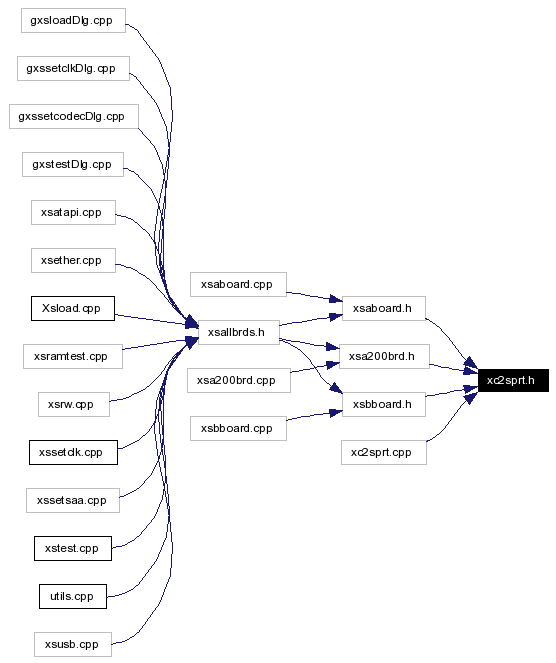 gxsloadDlg.cpp
gxssetclkDlg.cpp
gxssetcodecDlg.cpp
gxstestDlg.cpp
xsatapi.cpp
xsether.cpp
Xsload.cpp
xsramtest.cpp
xsrw.cpp
xssetclk.cpp
xssetsaa.cpp
xstest.cpp
utils.cpp
xsusb.cpp
xsaboard.cpp
xsallbrds.h
xsa200brd.cpp
xsbboard.cpp
xsaboard.h
xsa200brd.h
xsbboard.h
xc2sprt.cpp
xc2sprt.h